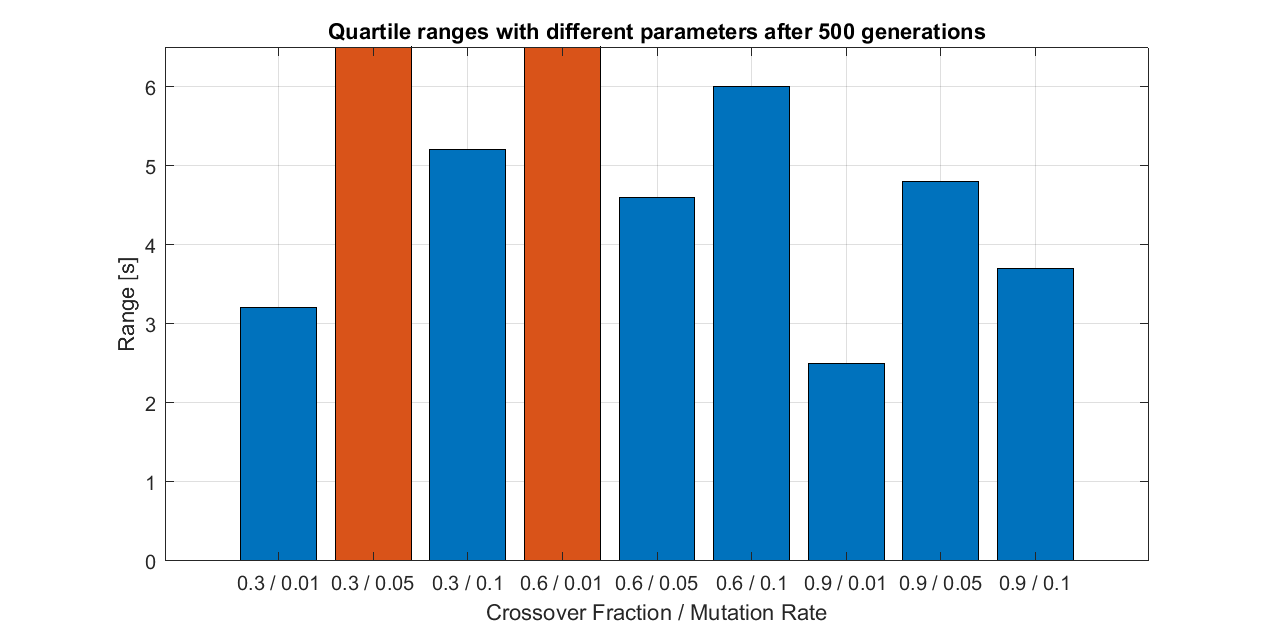 Quartile ranges with different parameters after 500 generations
6
5
4
3
2
1
0
Range [s]
0.3 / 0.01 0.3 / 0.05 0.3 / 0.1 0.6 / 0.01 0.6 / 0.05 0.6 / 0.1 0.9 / 0.01 0.9 / 0.05 0.9 / 0.1
Crossover Fraction / Mutation Rate